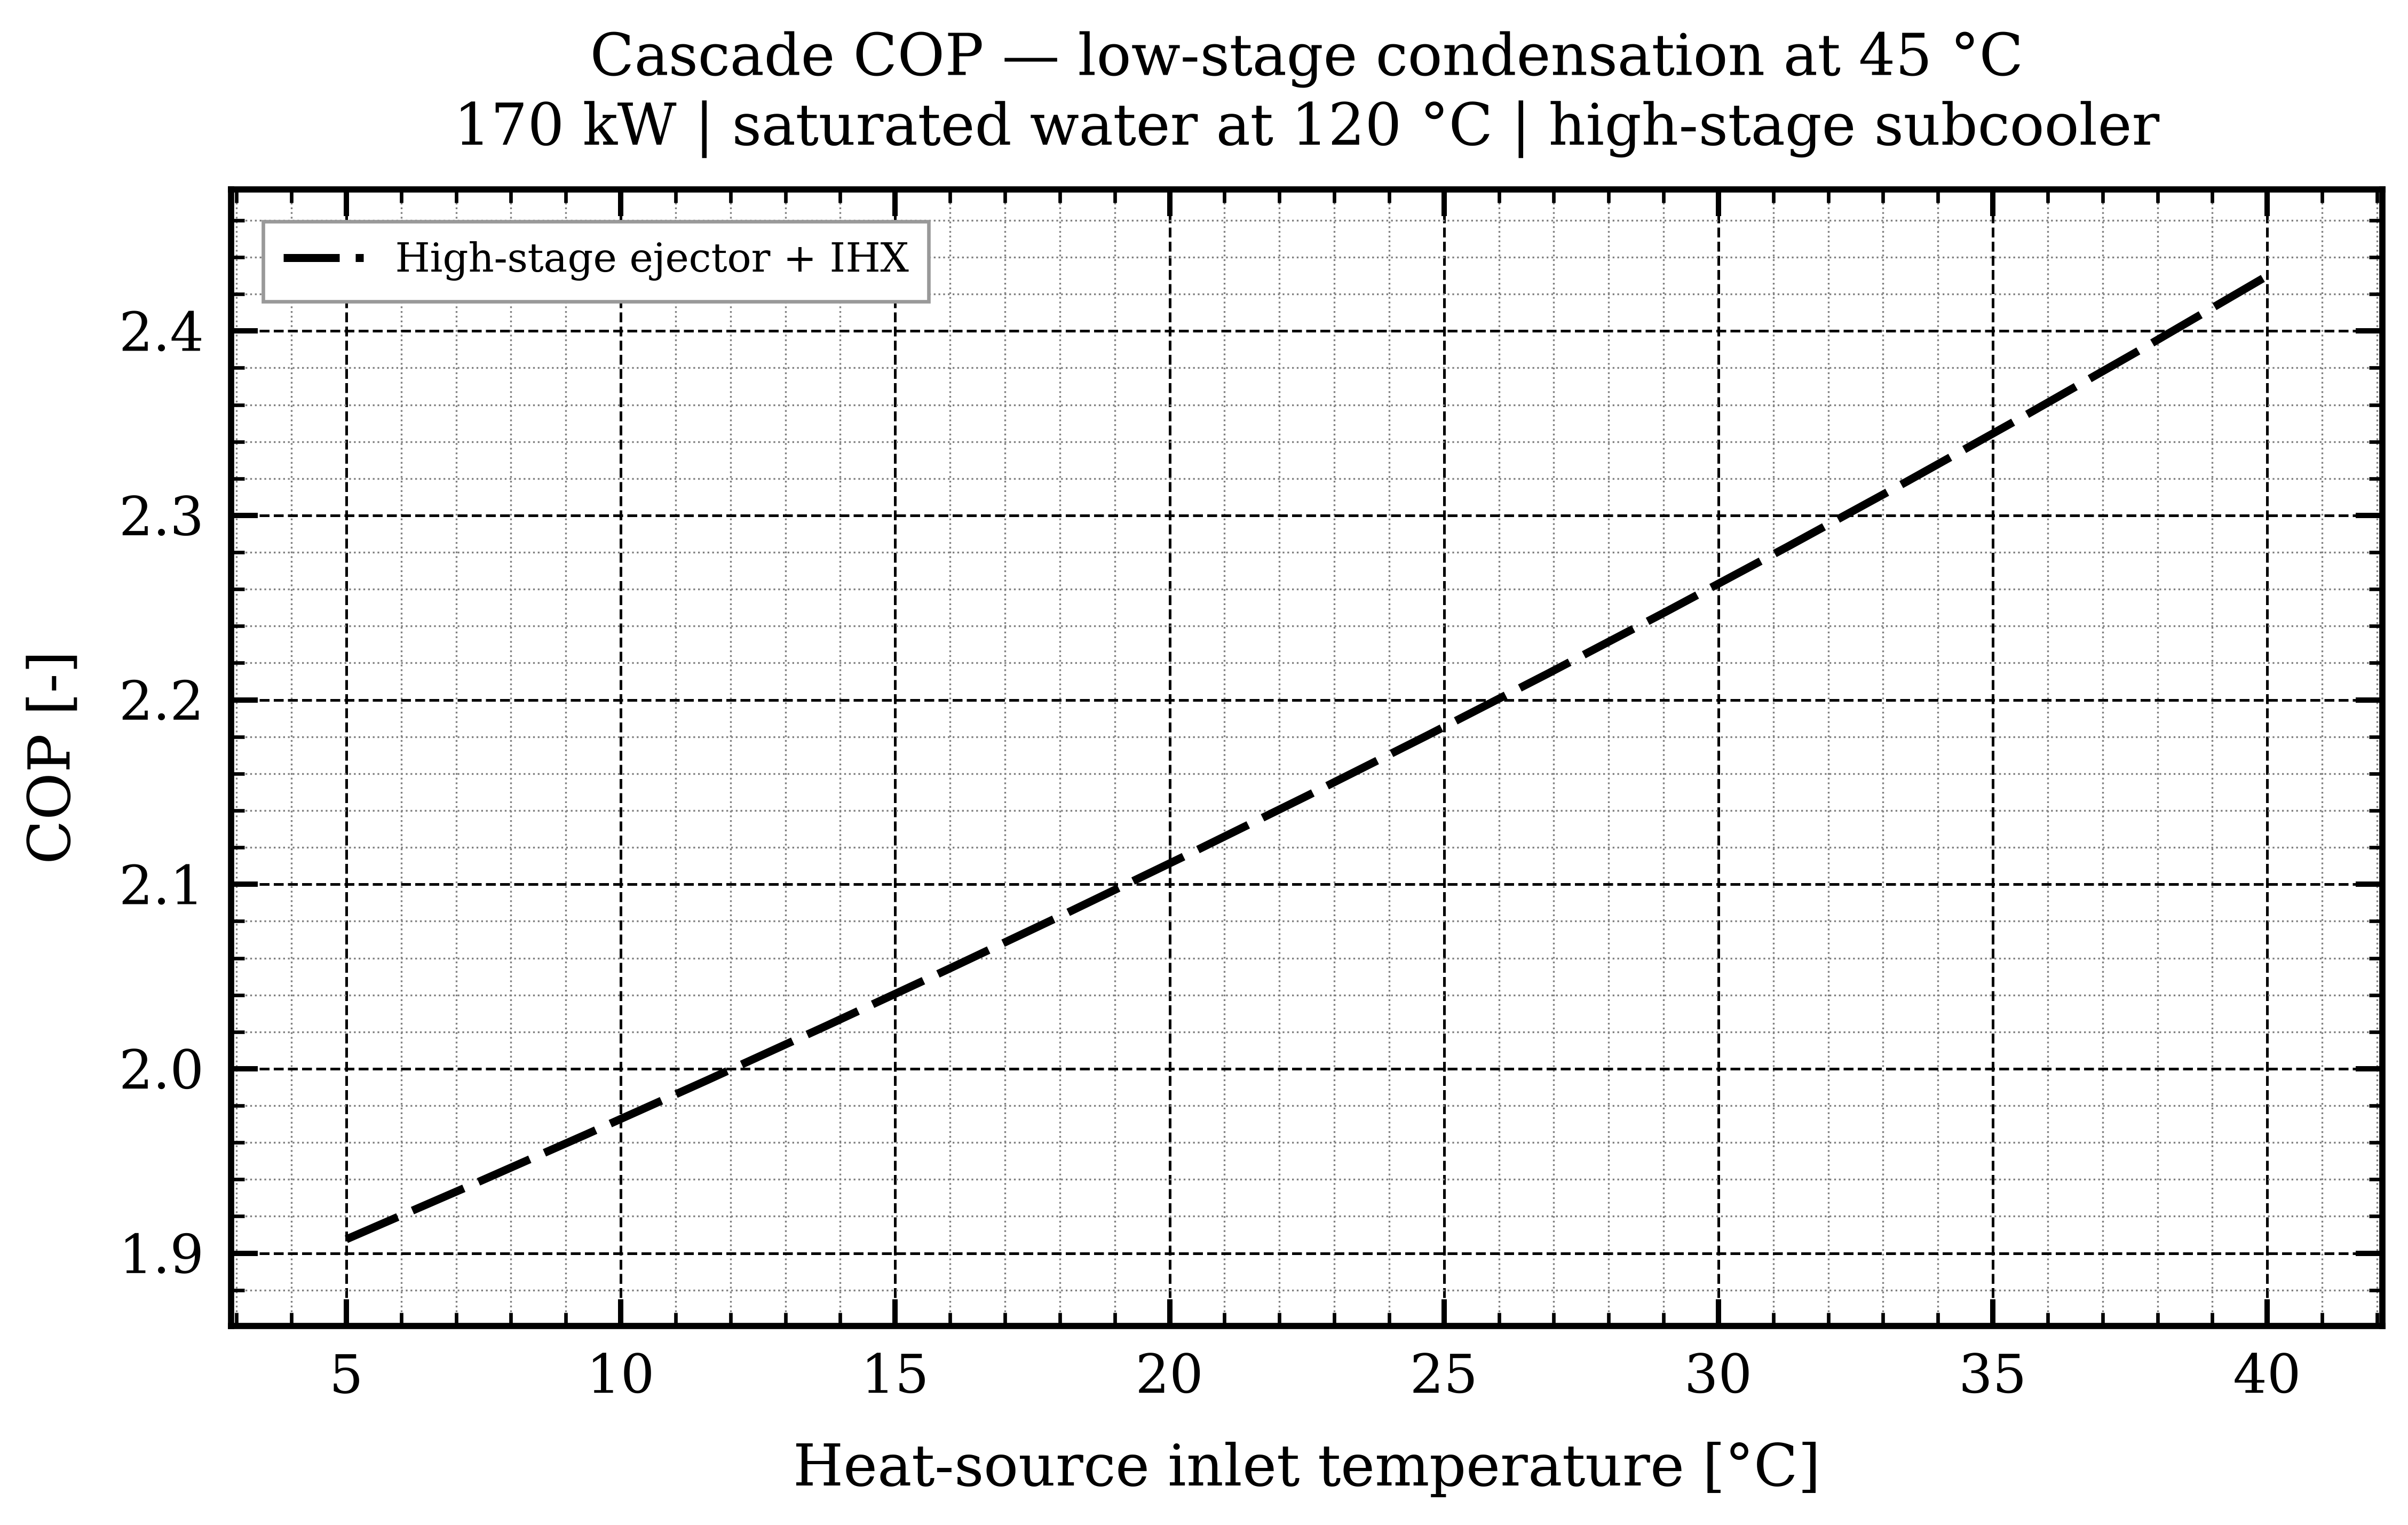 Cascade COP — low-stage condensation at 45 °C
170 kW | saturated water at 120 °C | high-stage subcooler
High-stage ejector + IHX
2.4
2.3
2.2
2.1
2.0
1.9
COP [-]
5 10 15 20 25 30 35 40
Heat-source inlet temperature [°C]